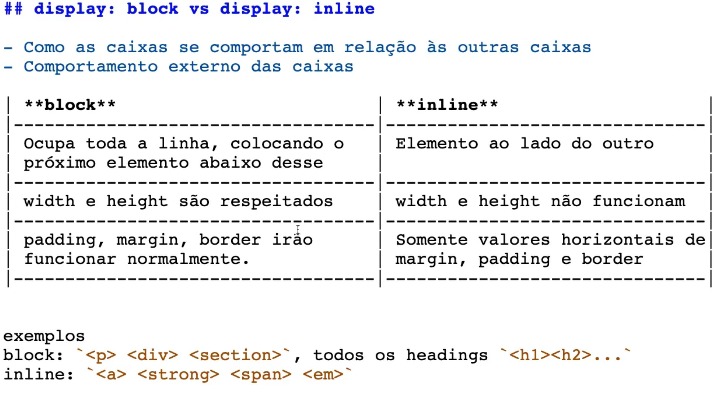 ## display: block vs display: inline
- Como as caixas se comportam em relação às outras caixas
- Comportamento externo das caixas
| **block** | **inline** |
|----------------------------------|------------------------------|
| Ocupa toda a linha, colocando o | Elemento ao lado do outro |
| próximo elemento abaixo desse | |
|----------------------------------|------------------------------|
| width e height são respeitados | width e height não funcionam |
|----------------------------------|------------------------------|
| padding, margin, border irão | Somente valores horizontais de|
| funcionar normalmente. | margin, padding e border |
|----------------------------------|------------------------------|
exemplos
block: `<p> <div> <section>`, todos os headings `<h1><h2>...`
inline: `<a> <strong> <span> <em>`